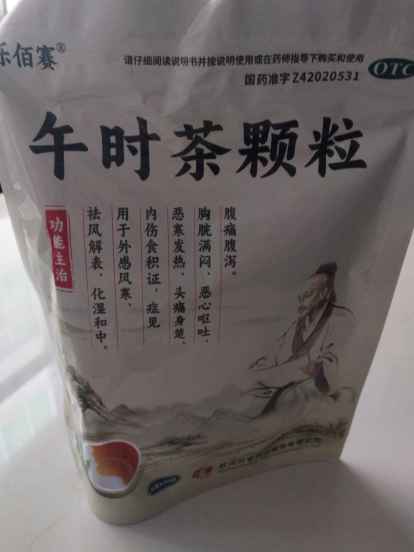 乐佰赛®
请仔细阅读说明书并按说明使用或在药师指导下购买和使用
国药准字Z42020531
OTC
午时茶颗粒
功能主治
祛风解表，化湿和中。
用于外感风寒、
内伤食积证，症见
恶寒发热、头痛身楚、
胸脘满闷、恶心呕吐、
腹痛腹泻。